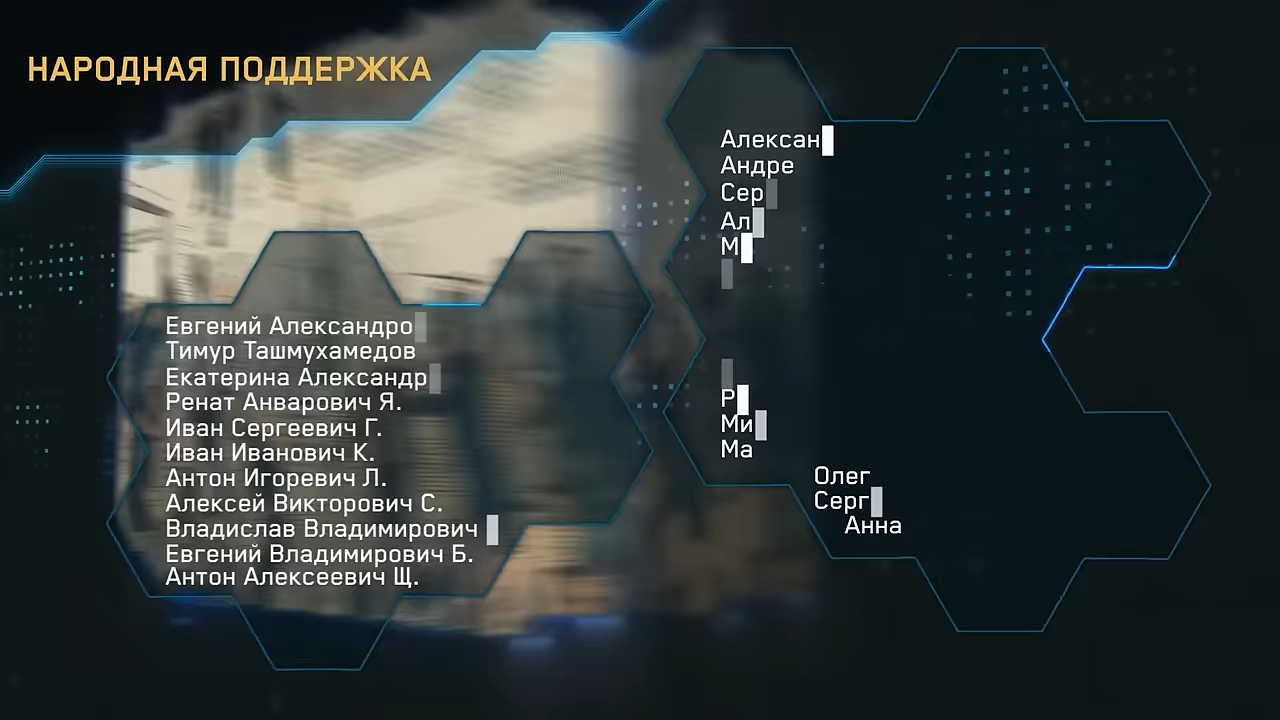 НАРОДНАЯ ПОДДЕРЖКА
Евгений Александро
Тимур Ташмухамедов
Екатерина Александр
Ренат Анварович Я.
Иван Сергеевич Г.
Иван Иванович К.
Антон Игоревич Л.
Алексей Викторович С.
Владислав Владимирович
Евгений Владимирович Б.
Антон Алексеевич Щ.
Алексан
Андре
Сер
Ал
М
Р
Ми
Ма
Олег
Серг
Анна